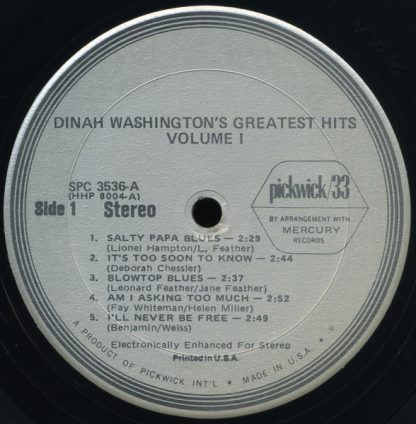 DINAH WASHINGTON'S GREATEST HITS
VOLUME I
SPC 3536-A
(HHP 8004-A)
Side 1 Stereo
pickwick/33
BY ARRANGEMENT WITH
MERCURY
RECORDS
1. SALTY PAPA BLUES — 2:29
(Lionel Hampton/L. Feather)
2. IT'S TOO SOON TO KNOW — 2:44
(Deborah Chessler)
3. BLOWTOP BLUES — 2:37
(Leonard Feather/Jane Feather)
4. AM I ASKING TOO MUCH — 2:52
(Fay Whiteman/Helen Miller)
5. I'LL NEVER BE FREE — 2:49
(Benjamin/Weiss)
Electronically Enhanced For Stereo
Printed in U.S.A.
A PRODUCT OF PICKWICK INT'L • MADE IN U.S.A.